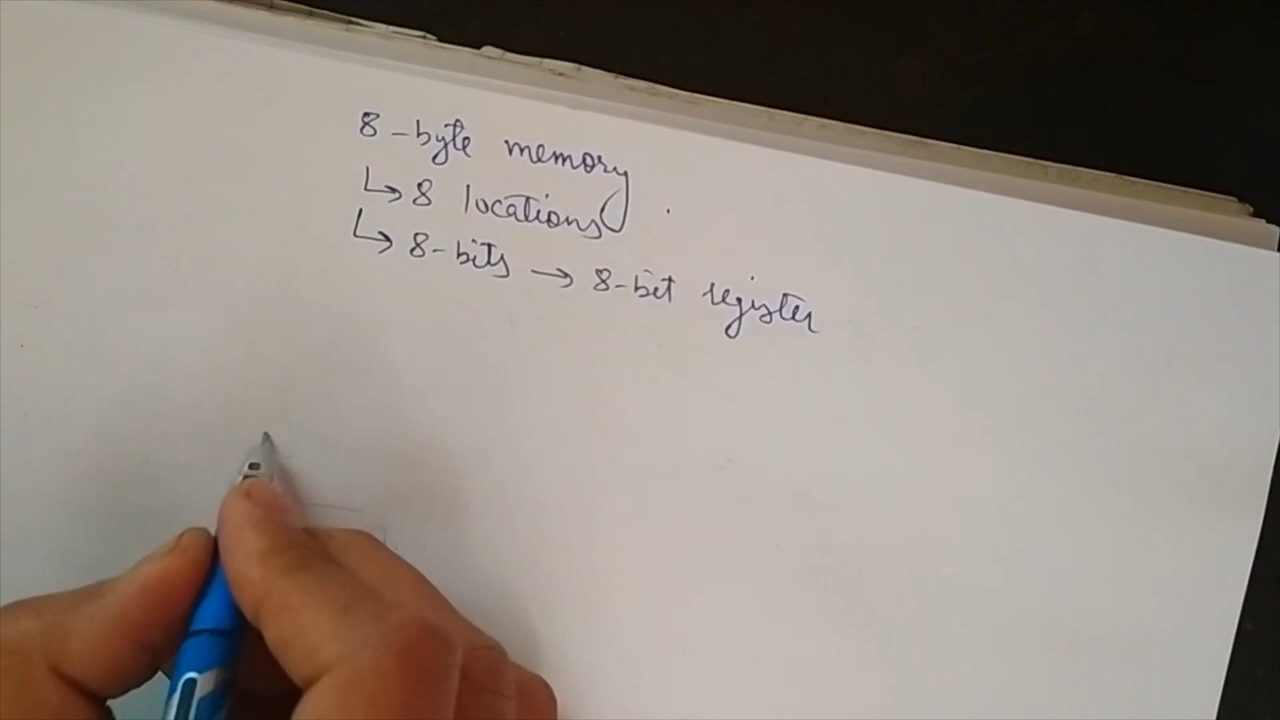 8-byte memory
↳ 8 locations
↳ 8-bits → 8-bit register